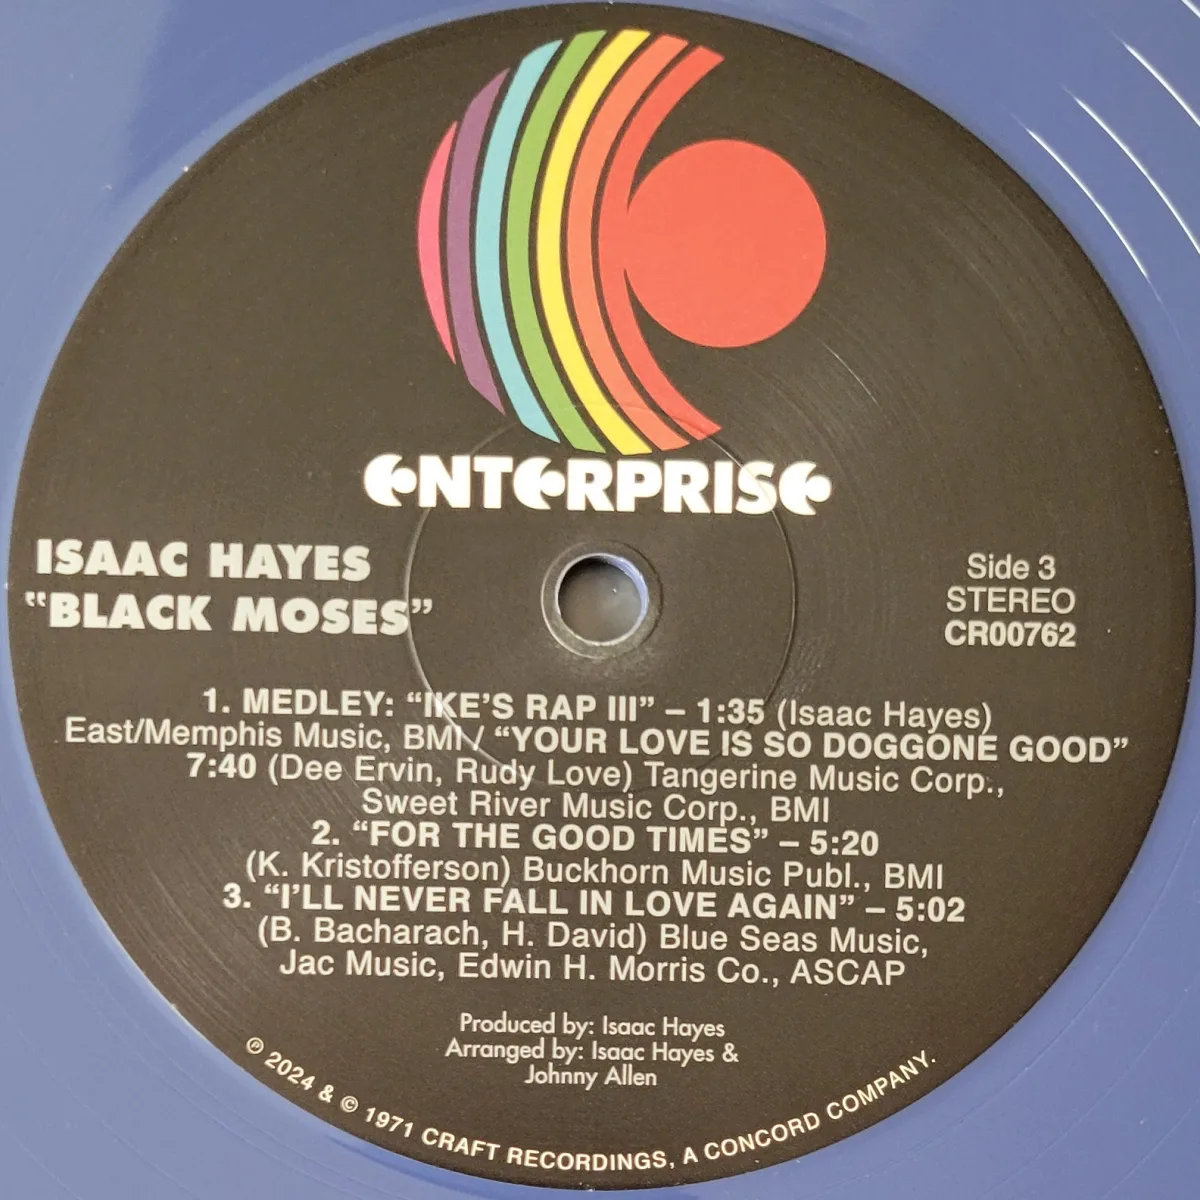 ENTERPRISE
ISAAC HAYES
"BLACK MOSES"
Side 3
STEREO
CR00762
1. MEDLEY: “IKE’S RAP III” – 1:35 (Isaac Hayes)
East/Memphis Music, BMI / “YOUR LOVE IS SO DOGGONE GOOD”
7:40 (Dee Ervin, Rudy Love) Tangerine Music Corp.,
Sweet River Music Corp., BMI
2. “FOR THE GOOD TIMES” – 5:20
(K. Kristofferson) Buckhorn Music Publ., BMI
3. “I’LL NEVER FALL IN LOVE AGAIN” – 5:02
(B. Bacharach, H. David) Blue Seas Music,
Jac Music, Edwin H. Morris Co., ASCAP
Produced by: Isaac Hayes
Arranged by: Isaac Hayes &
Johnny Allen
℗ 2024 & © 1971 CRAFT RECORDINGS, A CONCORD COMPANY.